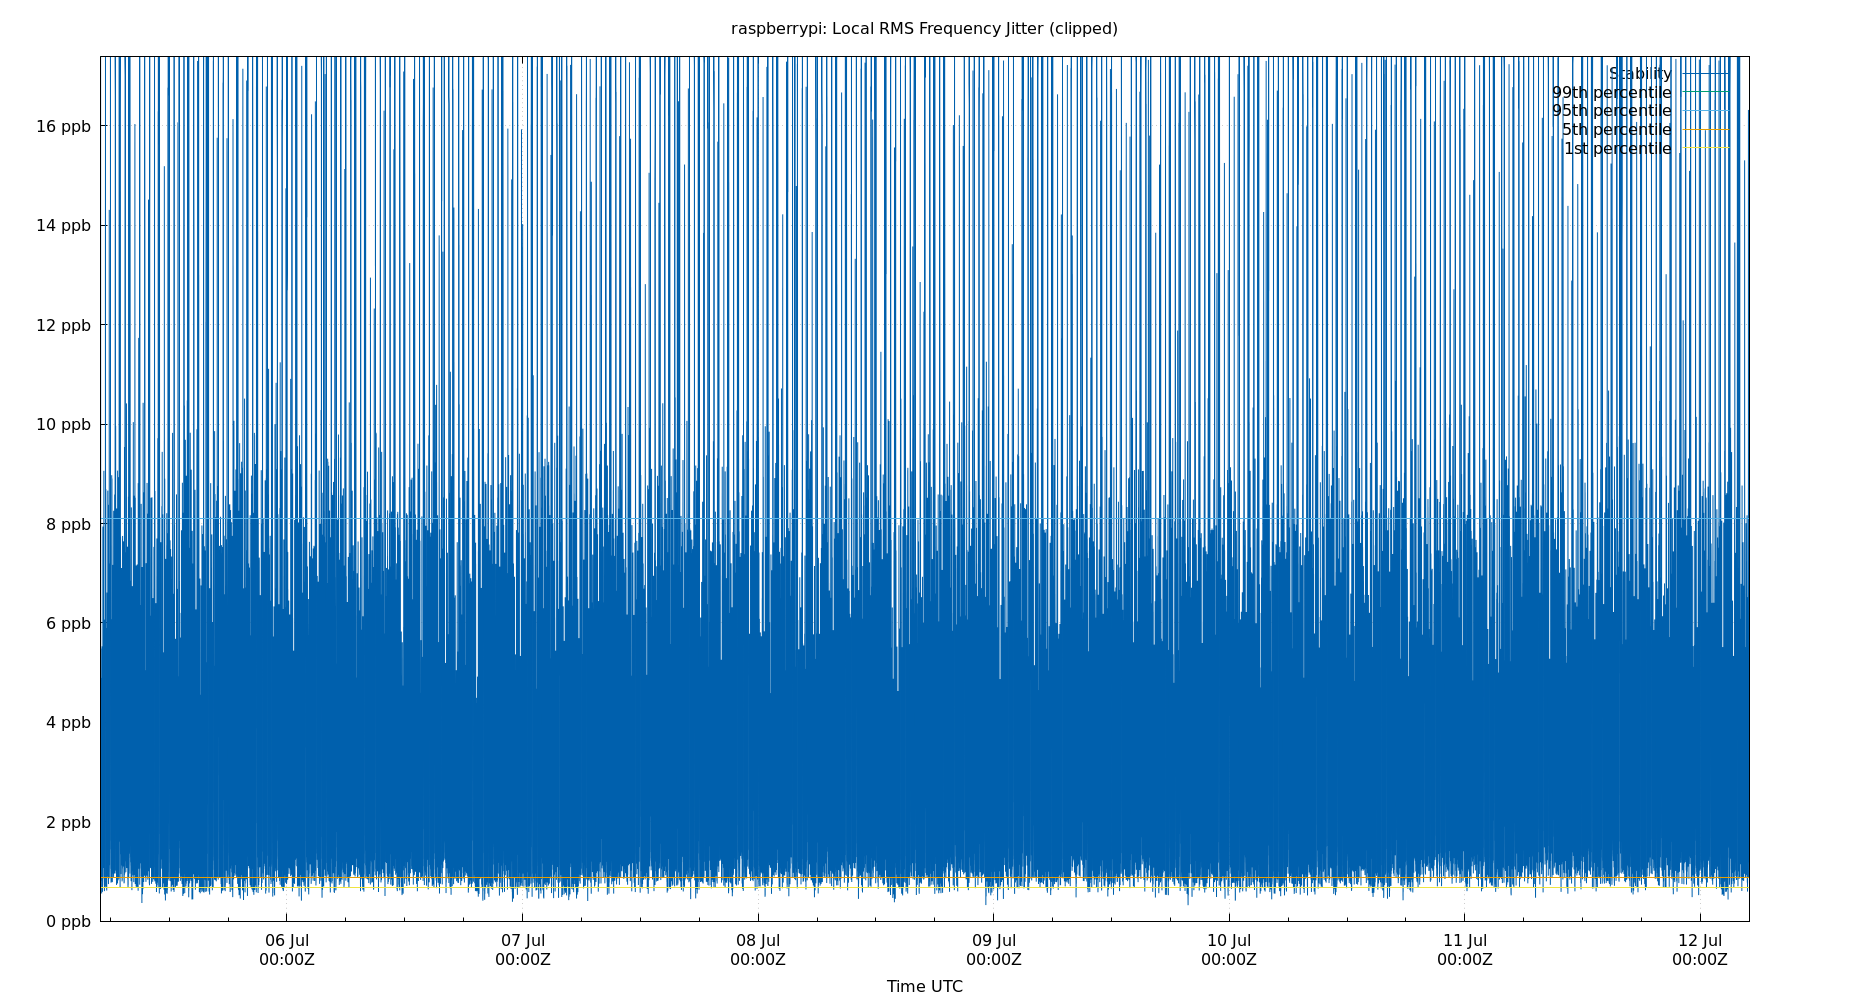 raspberrypi: Local RMS Frequency Jitter (clipped)
Stability
99th percentile
95th percentile
5th percentile
1st percentile
16 ppb
14 ppb
12 ppb
10 ppb
8 ppb
6 ppb
4 ppb
2 ppb
0 ppb
06 Jul 07 Jul 08 Jul 09 Jul 10 Jul 11 Jul 12 Jul
00:00Z 00:00Z 00:00Z 00:00Z 00:00Z 00:00Z 00:00Z
Time UTC